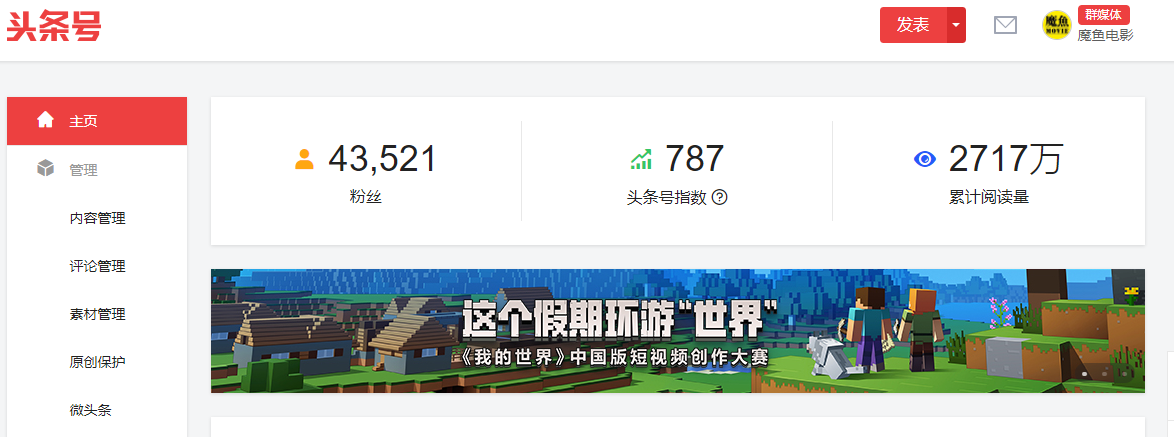 头条号
发表
魔鱼
MOVIE
群媒体
魔鱼电影
主页
管理
内容管理
评论管理
素材管理
原创保护
微头条
43,521
粉丝
787
头条号指数 ?
2717万
累计阅读量
这个假期环游“世界”
《我的世界》中国版短视频创作大赛